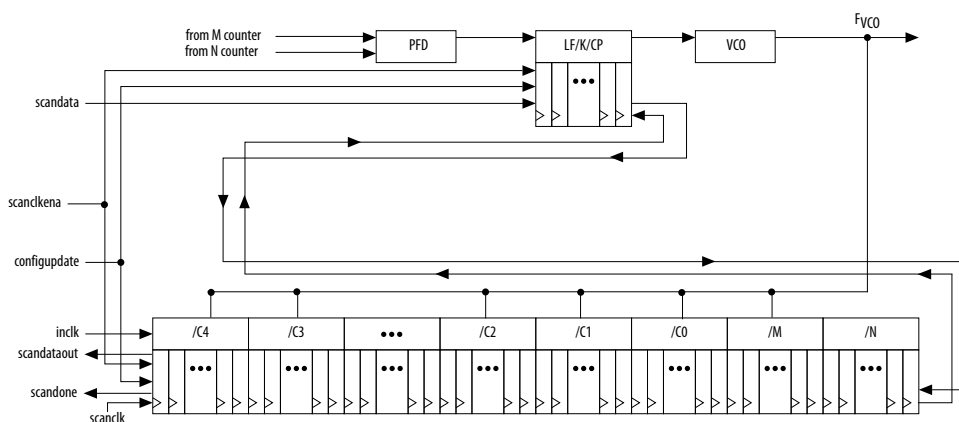 F_VCO
from M counter
from N counter
PFD
LF/K/CP
VCO
●●●
scandata
scanclkena
configupdate
inclk
/C4
/C3
●●●
/C2
/C1
/C0
/M
/N
scandataout
●●●
●●●
●●●
●●●
●●●
●●●
●●●
●●●
scandone
scanclk